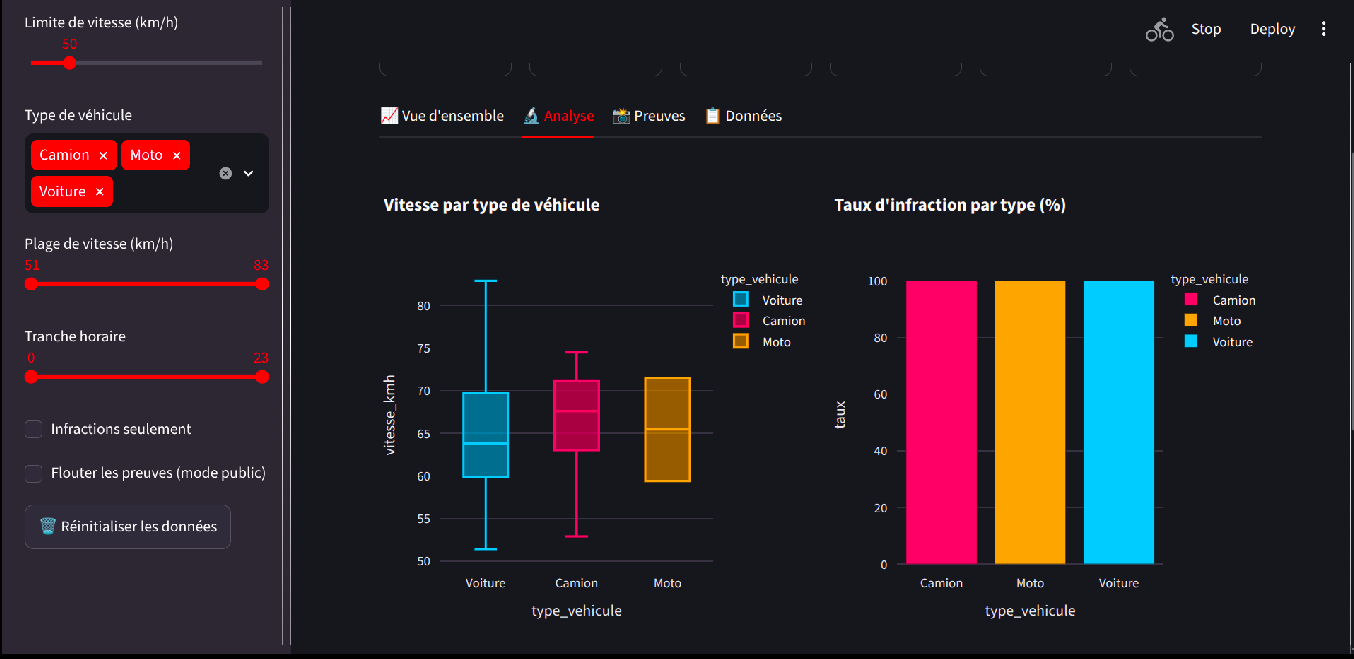 Limite de vitesse (km/h)
50
Type de véhicule
Camion
Moto
Voiture
Plage de vitesse (km/h)
51 83
Tranche horaire
0 23
Infractions seulement
Flouter les preuves (mode public)
Réinitialiser les données
Stop Deploy
Vue d'ensemble Analyse Preuves Données
Vitesse par type de véhicule
type_vehicule
Voiture
Camion
Moto
80
75
70
65
60
55
50
vitesse_kmh
Voiture Camion Moto
type_vehicule
Taux d'infraction par type (%)
type_vehicule
Camion
Moto
Voiture
100
80
60
40
20
0
taux
Camion Moto Voiture
type_vehicule